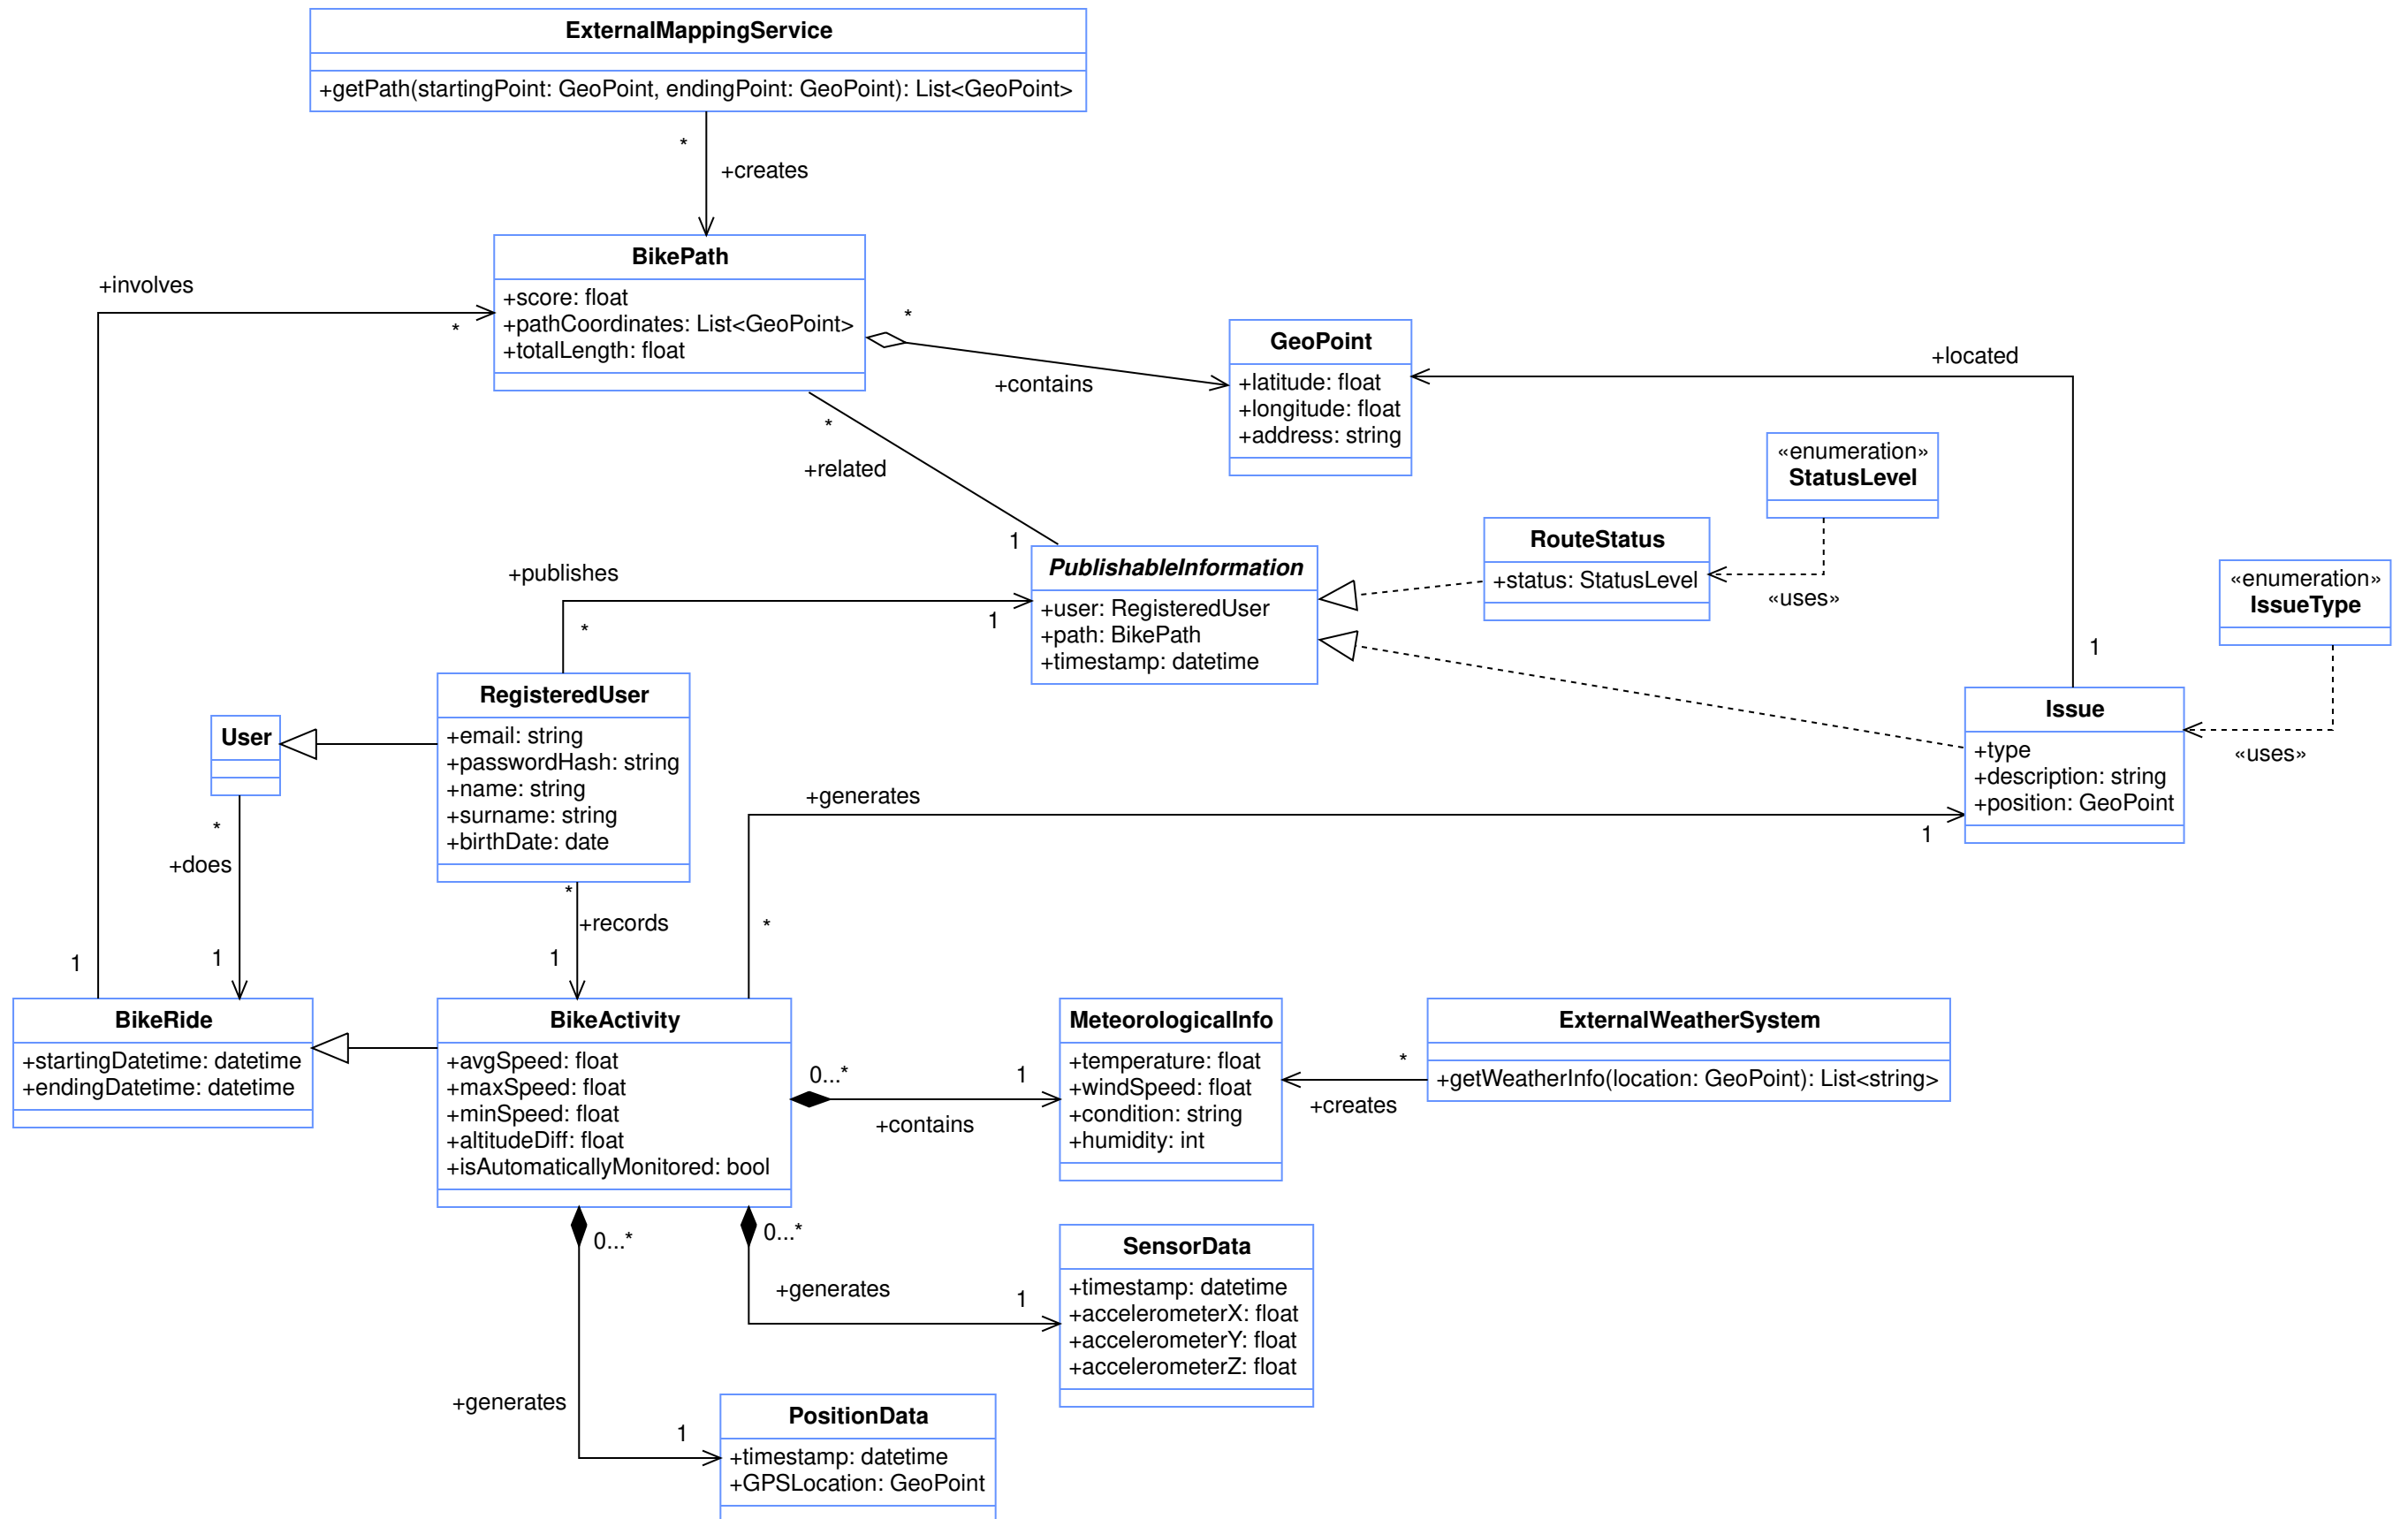 ExternalMappingService
+getPath(startingPoint: GeoPoint, endingPoint: GeoPoint): List<GeoPoint>
*
+creates
BikePath
+score: float
+pathCoordinates: List<GeoPoint>
+totalLength: float
+involves
*
*
+contains
GeoPoint
+latitude: float
+longitude: float
+address: string
+located
*
+related
1
«enumeration»
StatusLevel
RouteStatus
+status: StatusLevel
«uses»
«enumeration»
IssueType
«uses»
PublishableInformation
+user: RegisteredUser
+path: BikePath
+timestamp: datetime
+publishes
*
1
1
RegisteredUser
+email: string
+passwordHash: string
+name: string
+surname: string
+birthDate: date
User
Issue
+type
+description: string
+position: GeoPoint
+generates
1
*
+does
1
*
+records
1
*
1
BikeRide
+startingDatetime: datetime
+endingDatetime: datetime
BikeActivity
+avgSpeed: float
+maxSpeed: float
+minSpeed: float
+altitudeDiff: float
+isAutomaticallyMonitored: bool
0...*
1
+contains
MeteorologicalInfo
+temperature: float
+windSpeed: float
+condition: string
+humidity: int
*
+creates
ExternalWeatherSystem
+getWeatherInfo(location: GeoPoint): List<string>
0...*
0...*
+generates
1
SensorData
+timestamp: datetime
+accelerometerX: float
+accelerometerY: float
+accelerometerZ: float
+generates
1
PositionData
+timestamp: datetime
+GPSLocation: GeoPoint